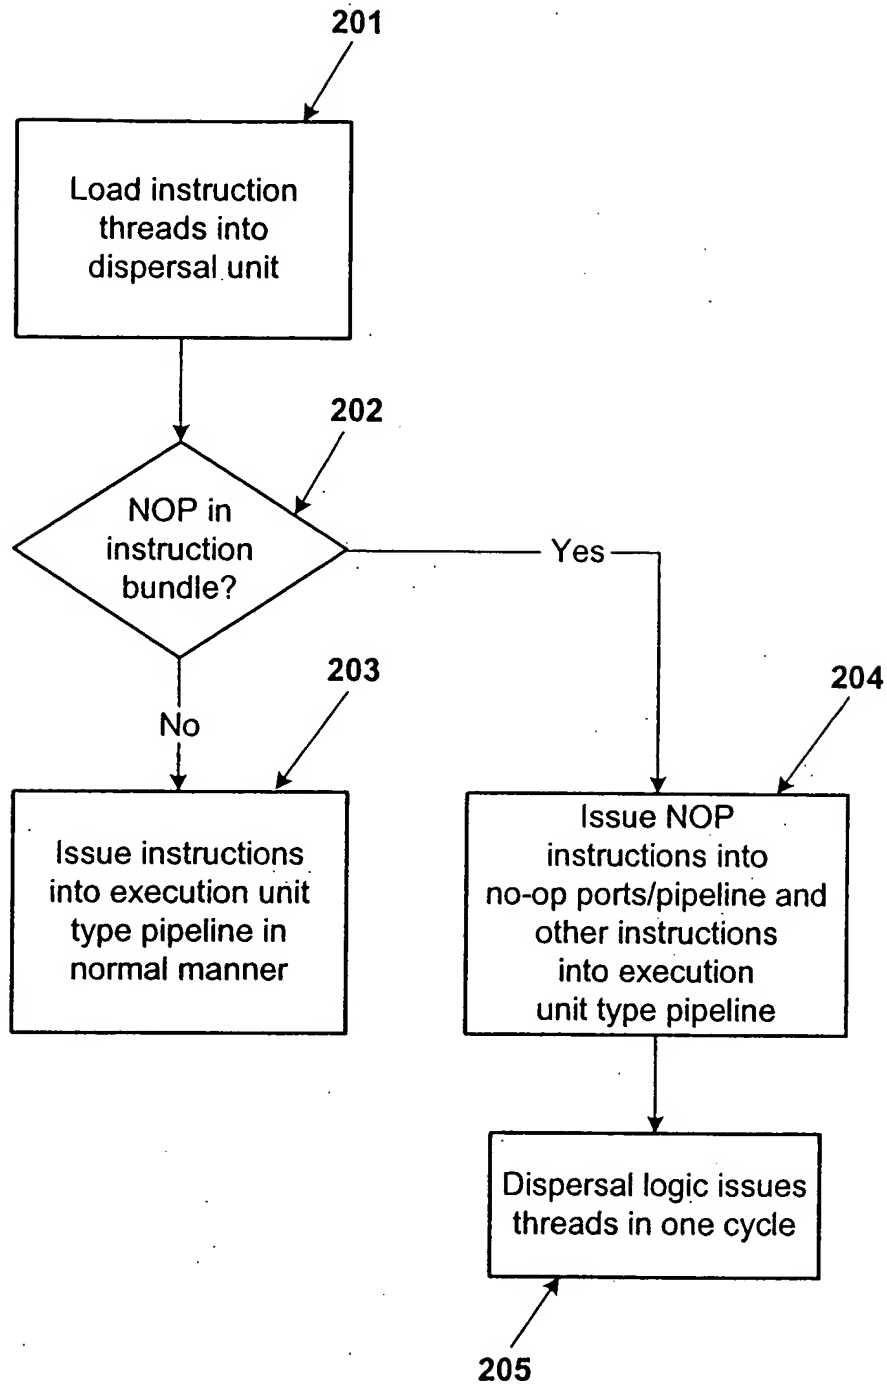 201
Load instruction
threads into
dispersal unit
202
NOP in
instruction
bundle?
Yes
No
203
204
Issue instructions
into execution unit
type pipeline in
normal manner
Issue NOP
instructions into
no-op ports/pipeline and
other instructions
into execution
unit type pipeline
Dispersal logic issues
threads in one cycle
205